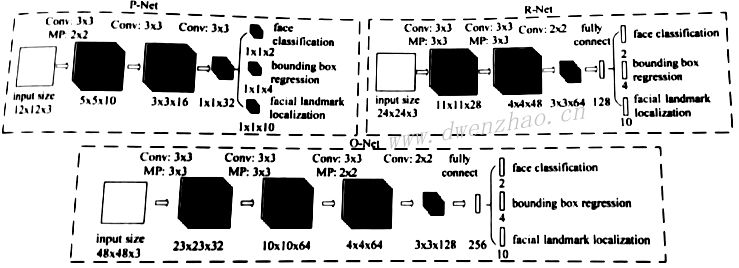 P-Net
Conv: 3x3 Conv: 3x3 Conv: 3x3
MP: 2x2
face
classification
1x1x2
bounding box
regression
1x1x4
facial landmark
localization
1x1x10
input size
12x12x3
5x5x10
3x3x16
1x1x32
R-Net
Conv: 3x3 Conv: 3x3 Conv: 2x2 fully
MP: 3x3 MP: 3x3 connect
face
classification
2
bounding box
regression
4
facial landmark
localization
10
input size
24x24x3
11x11x28
4x4x48
3x3x64
128
www.dwenzhao.cn
O-Net
Conv: 3x3 Conv: 3x3 Conv: 3x3 Conv: 2x2 fully
MP: 3x3 MP: 3x3 MP: 2x2 connect
face classification
2
bounding box regression
4
facial landmark localization
10
input size
48x48x3
23x23x32
10x10x64
4x4x64
3x3x128
256